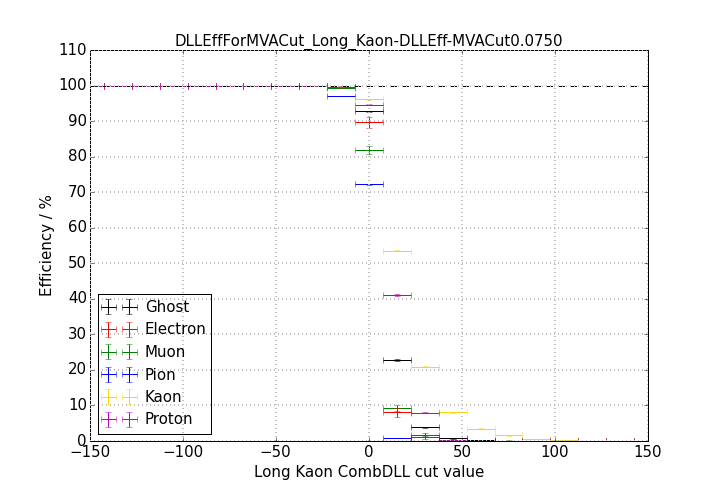 DLLEffForMVACut_Long_Kaon-DLLEff-MVACut0.0750
110
100
90
80
70
60
50
40
30
20
10
0
Efficiency / %
Ghost
Electron
Muon
Pion
Kaon
Proton
−150 −100 −50 0 50 100 150
Long Kaon CombDLL cut value